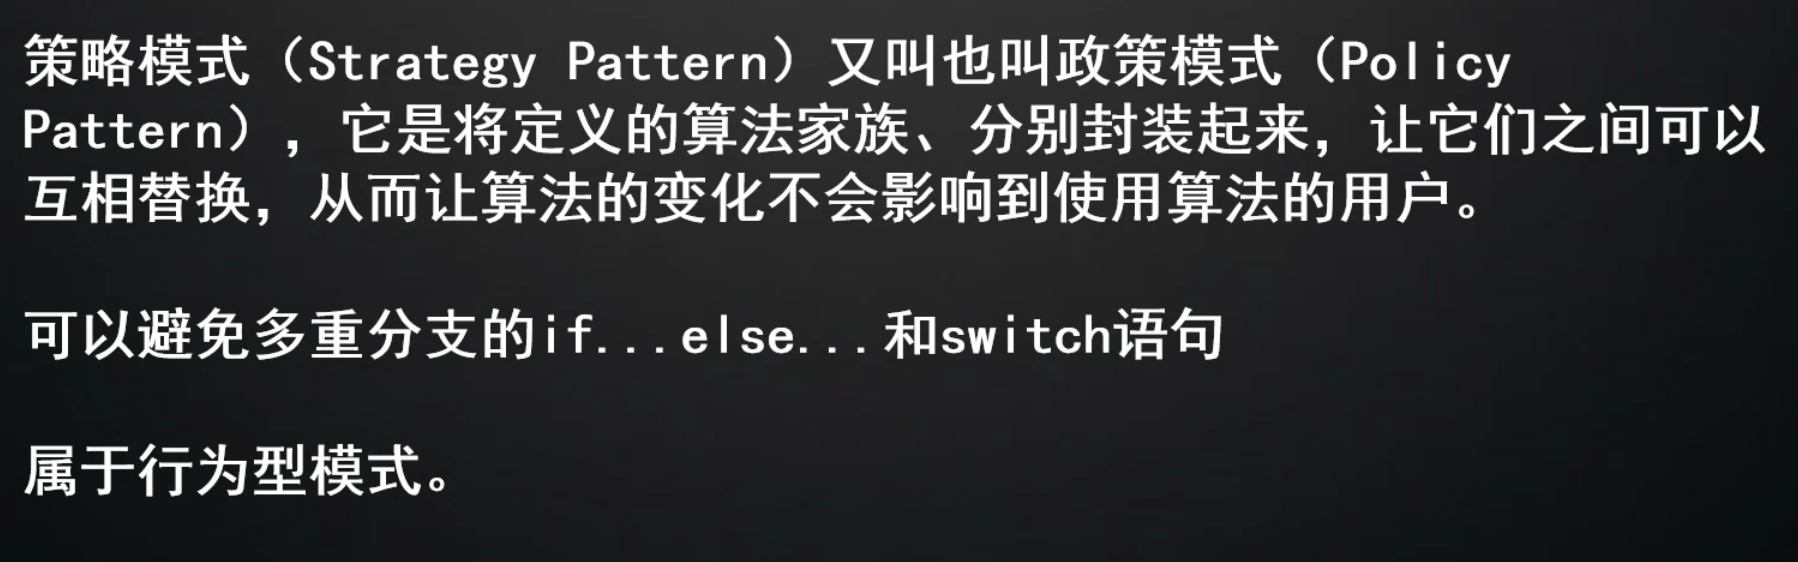 策略模式（Strategy Pattern）又叫也叫政策模式（Policy
Pattern），它是将定义的算法家族、分别封装起来，让它们之间可以
互相替换，从而让算法的变化不会影响到使用算法的用户。
可以避免多重分支的if...else...和switch语句
属于行为型模式。